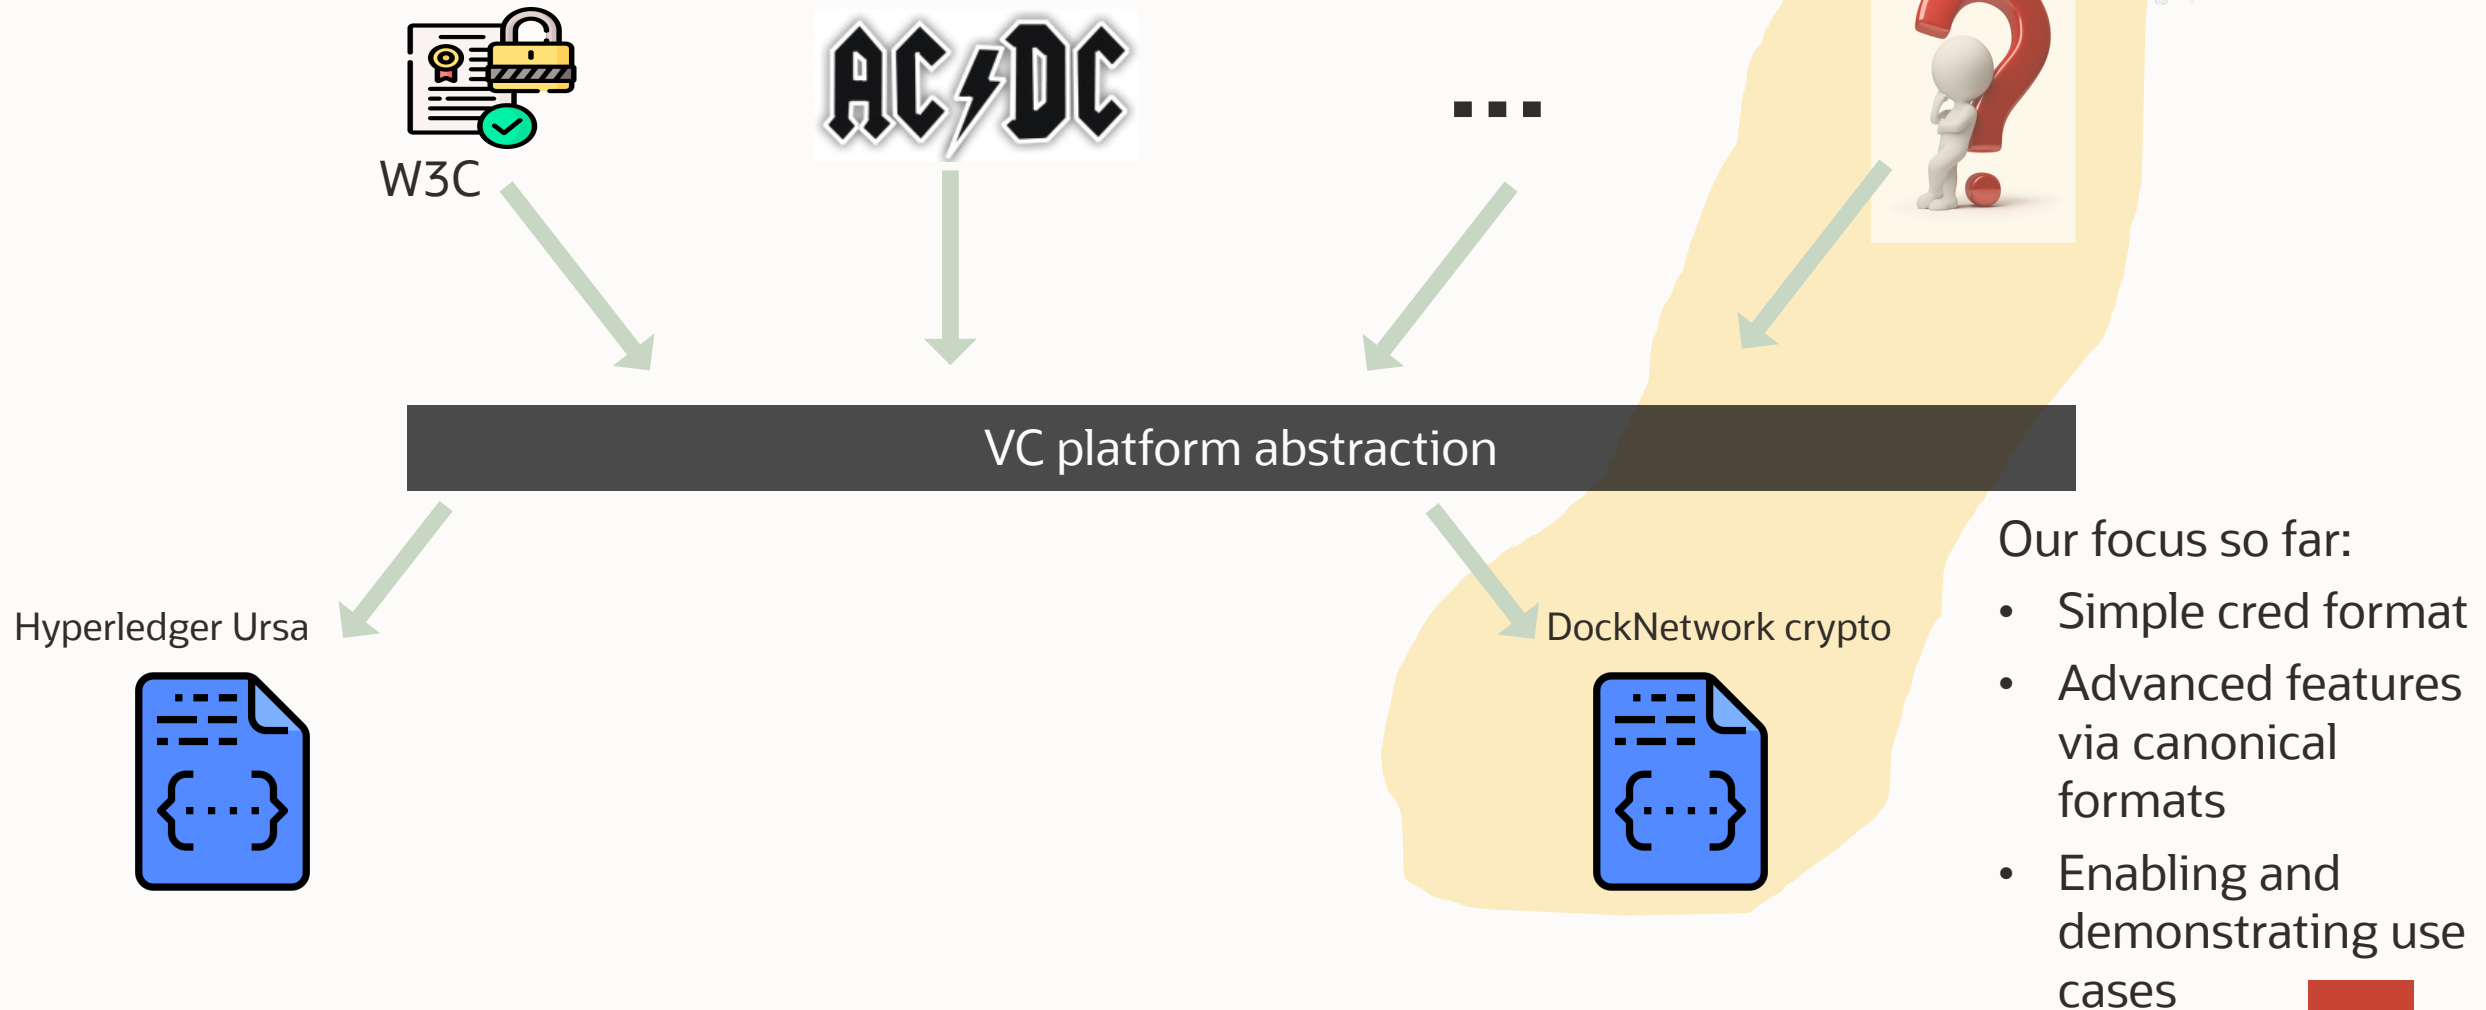 AC/DC
...
W3C
VC platform abstraction
Our focus so far:
Hyperledger Ursa
DockNetwork crypto
• Simple cred format
• Advanced features
via canonical
formats
• Enabling and
demonstrating use
cases